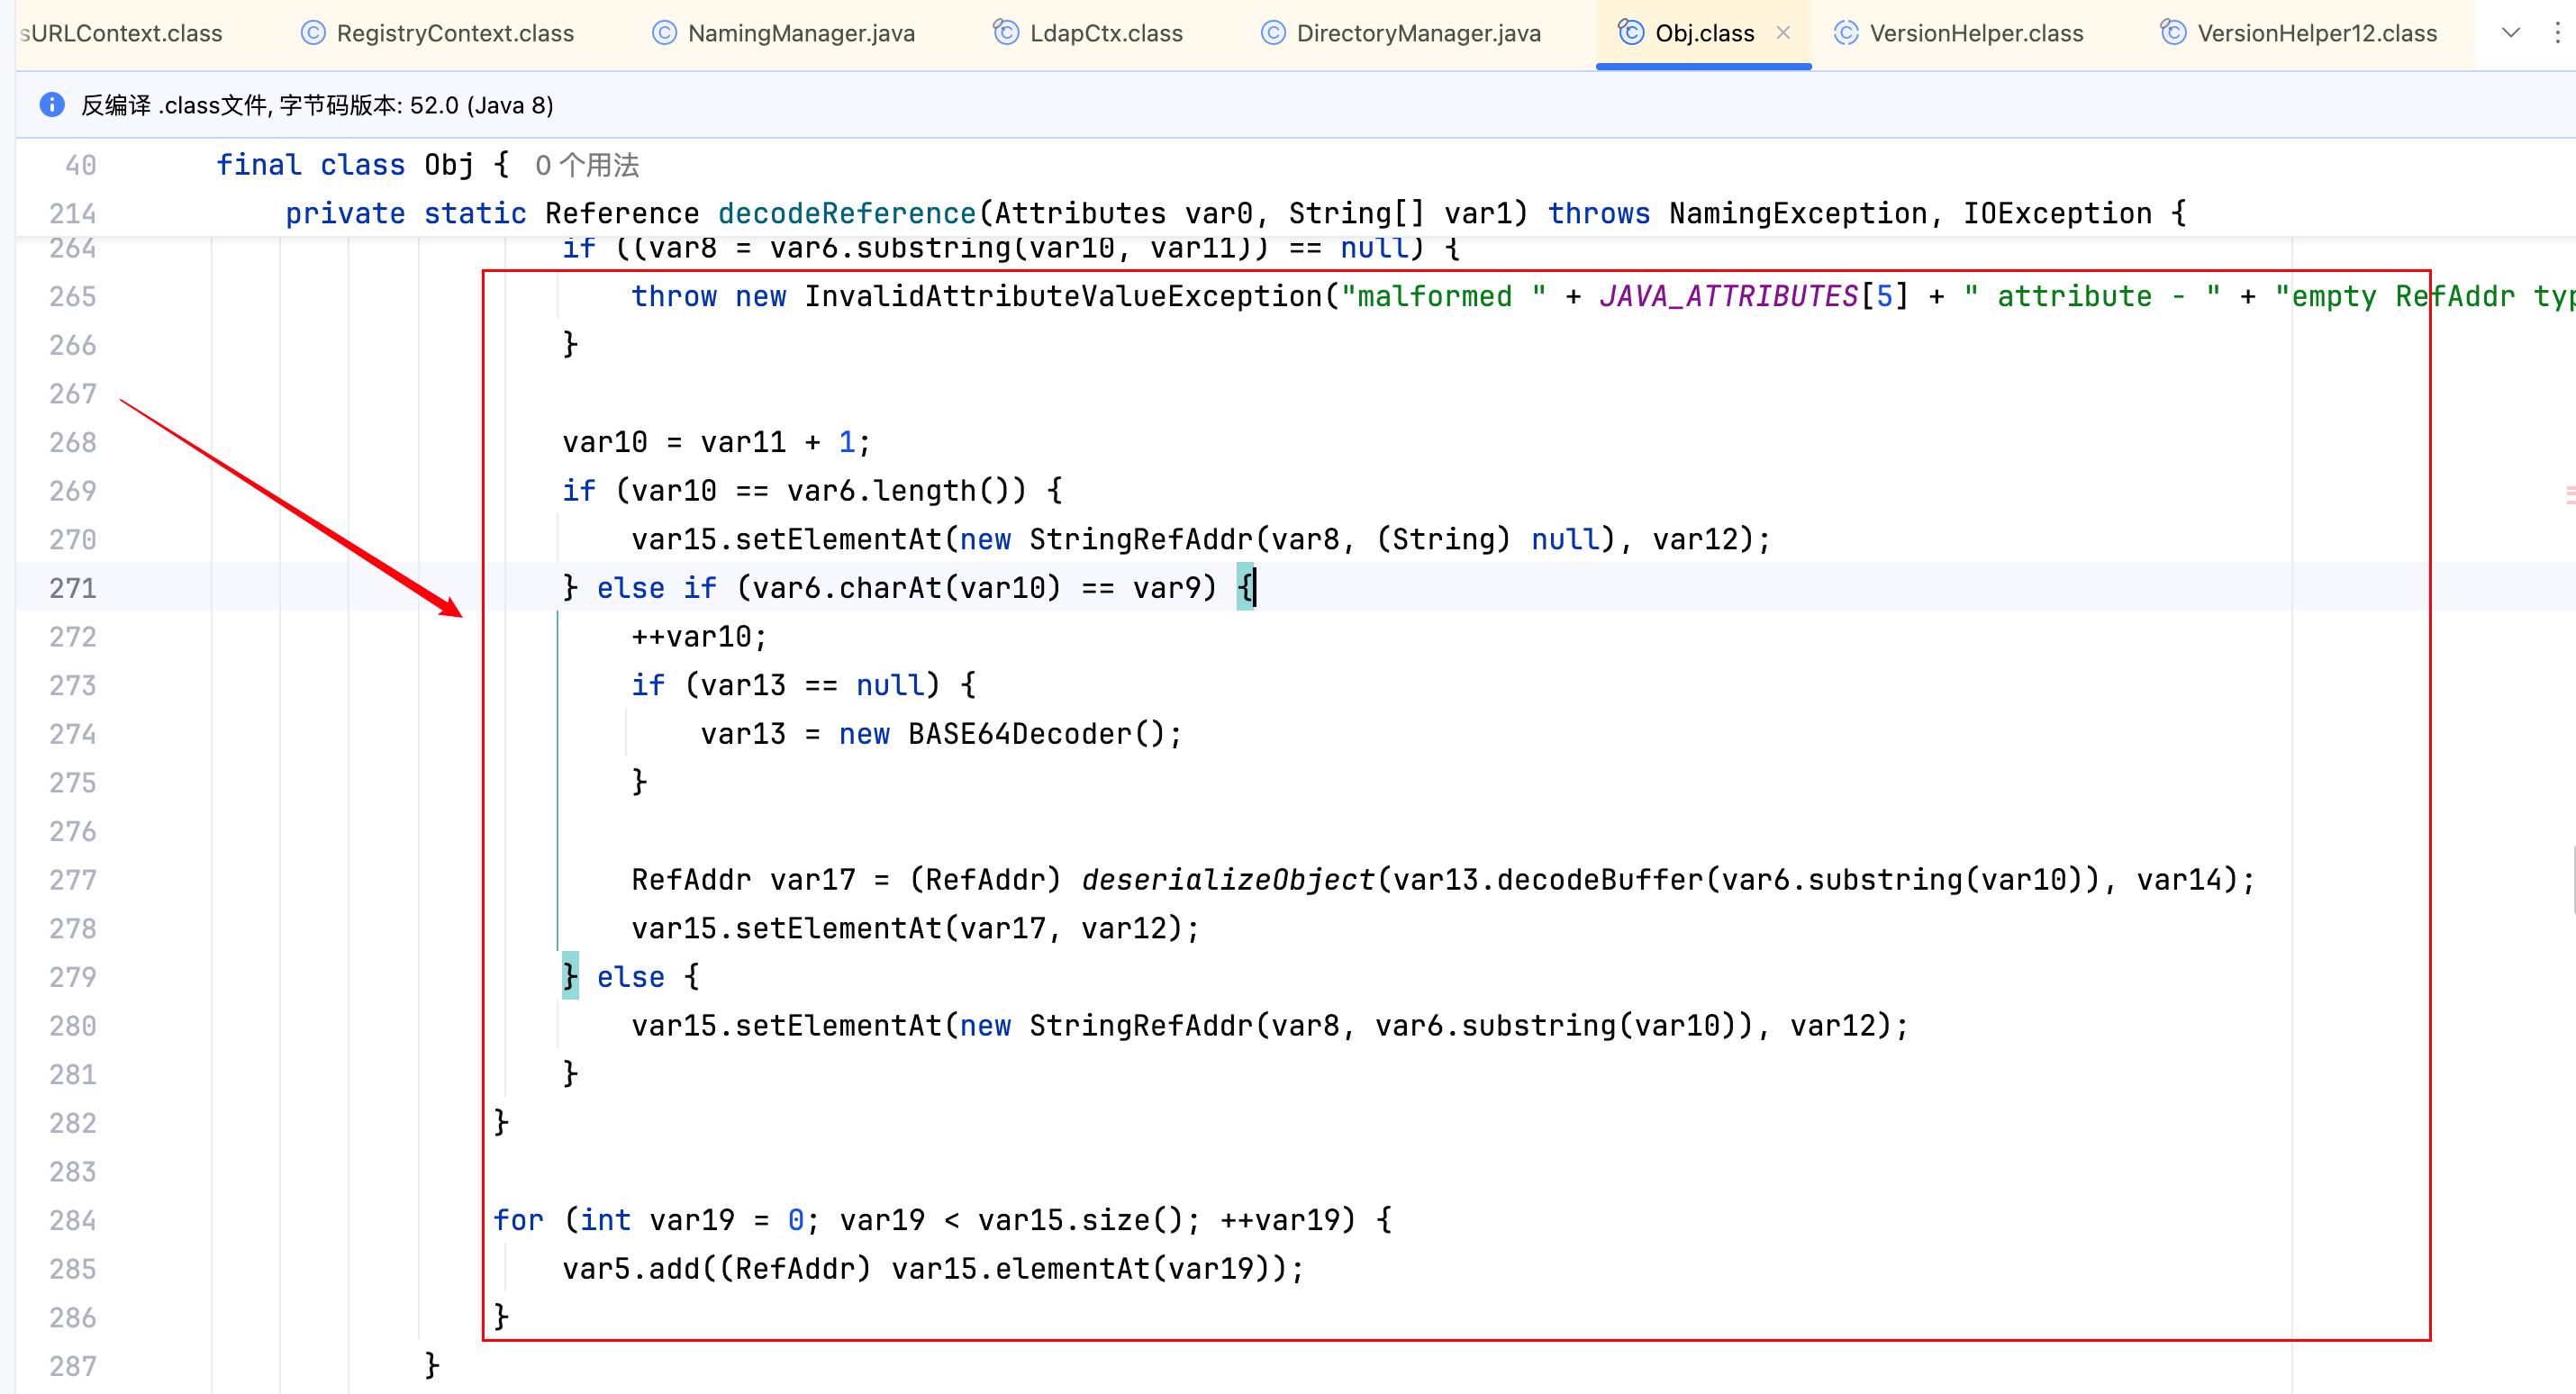 sURLContext.class RegistryContext.class NamingManager.java LdapCtx.class DirectoryManager.java Obj.class VersionHelper.class VersionHelper12.class
反编译 .class文件, 字节码版本: 52.0 (Java 8)
40 final class Obj { 0 个用法
214 private static Reference decodeReference(Attributes var0, String[] var1) throws NamingException, IOException {
264 if ((var8 = var6.substring(var10, var11)) == null) {
265 throw new InvalidAttributeValueException("malformed " + JAVA_ATTRIBUTES[5] + " attribute - " + "empty RefAddr typ
266 }
267
268 var10 = var11 + 1;
269 if (var10 == var6.length()) {
270 var15.setElementAt(new StringRefAddr(var8, (String) null), var12);
271 } else if (var6.charAt(var10) == var9) {
272 ++var10;
273 if (var13 == null) {
274 var13 = new BASE64Decoder();
275 }
276
277 RefAddr var17 = (RefAddr) deserializeObject(var13.decodeBuffer(var6.substring(var10)), var14);
278 var15.setElementAt(var17, var12);
279 } else {
280 var15.setElementAt(new StringRefAddr(var8, var6.substring(var10)), var12);
281 }
282 }
283
284 for (int var19 = 0; var19 < var15.size(); ++var19) {
285 var5.add((RefAddr) var15.elementAt(var19));
286 }
287 }